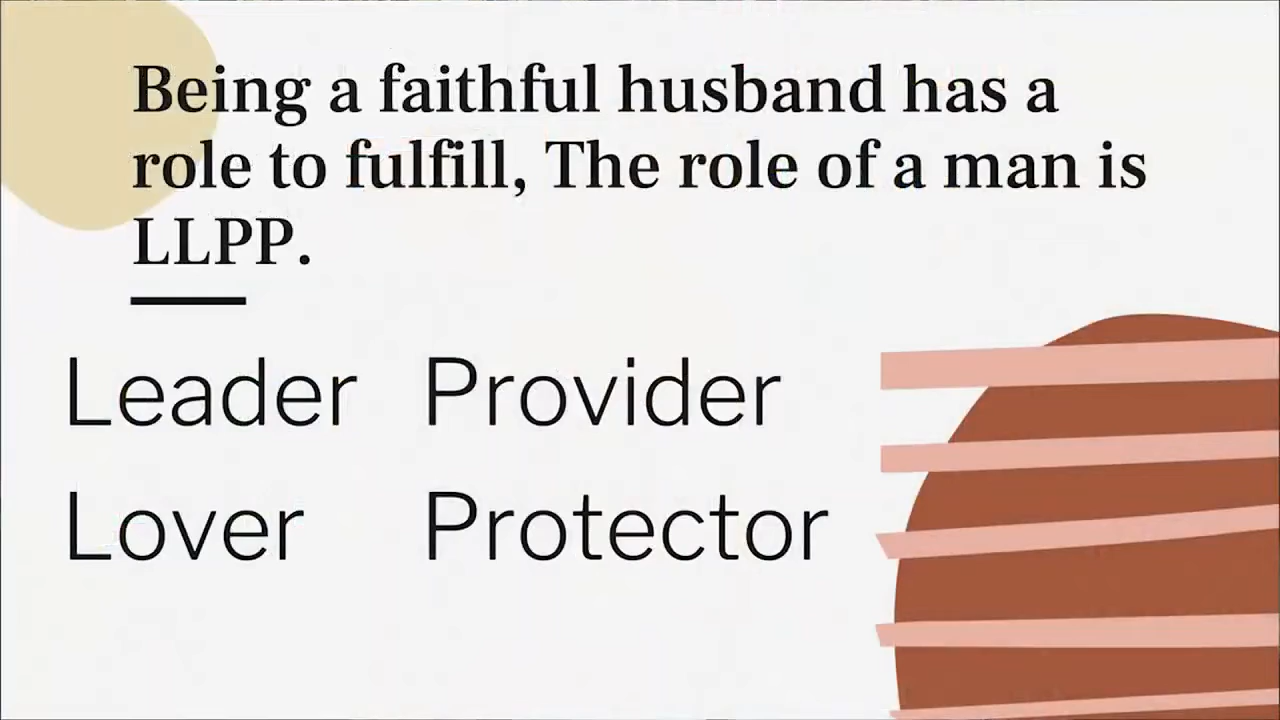 Being a faithful husband has a
role to fulfill, The role of a man is
LLPP.
Leader Provider
Lover Protector